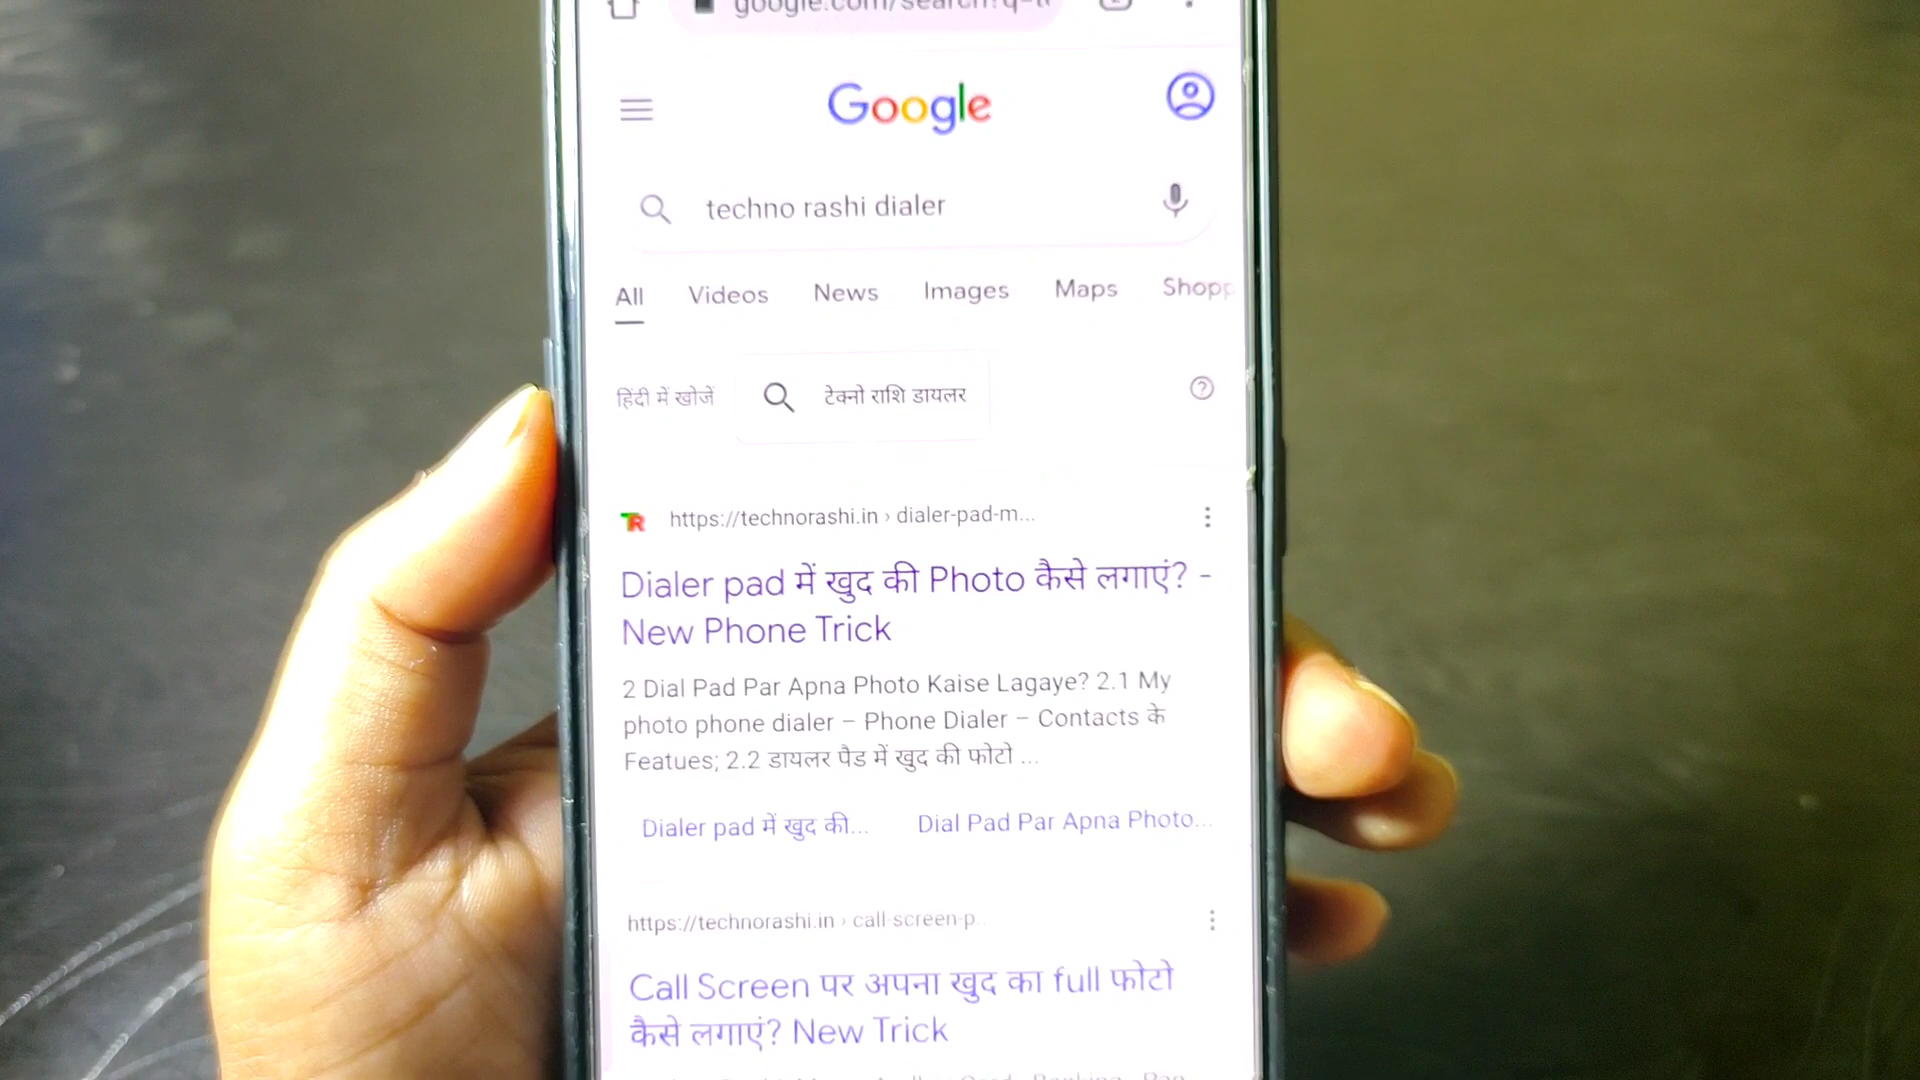 Google
techno rashi dialer
All Videos News Images Maps Shopp
हिंदी में खोजें टेक्नो राशि डायलर
TR https://technorashi.in › dialer-pad-m...
Dialer pad में खुद की Photo कैसे लगाएं? -
New Phone Trick
2 Dial Pad Par Apna Photo Kaise Lagaye? 2.1 My
photo phone dialer – Phone Dialer – Contacts के
Featues; 2.2 डायलर पैड में खुद की फोटो ...
Dialer pad में खुद की... Dial Pad Par Apna Photo...
https://technorashi.in › call-screen-p...
Call Screen पर अपना खुद का full फोटो
कैसे लगाएं? New Trick